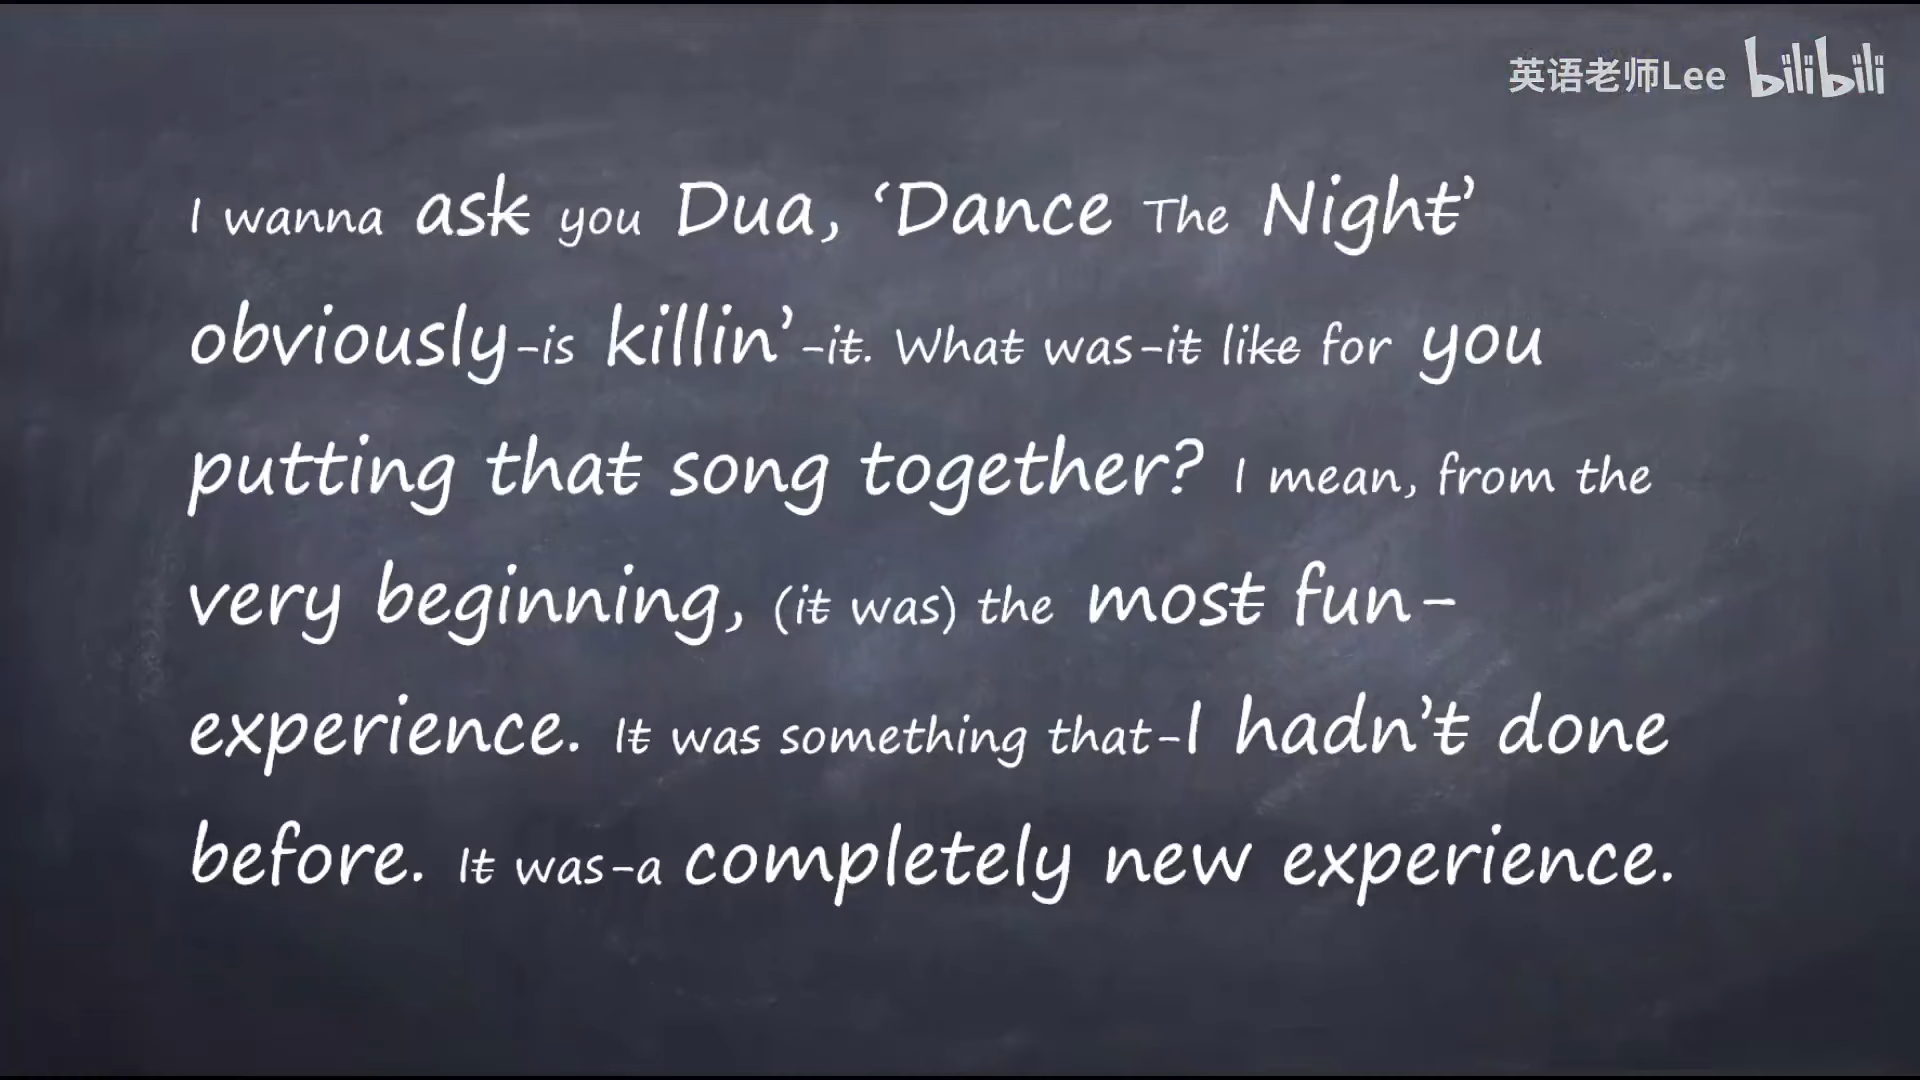 英语老师Lee bilibili
I wanna ask you Dua, ‘Dance The Night’
obviously-is killin’-it. What was-it like for you
putting that song together? I mean, from the
very beginning, (it was) the most fun-
experience. It was something that-I hadn’t done
before. It was-a completely new experience.